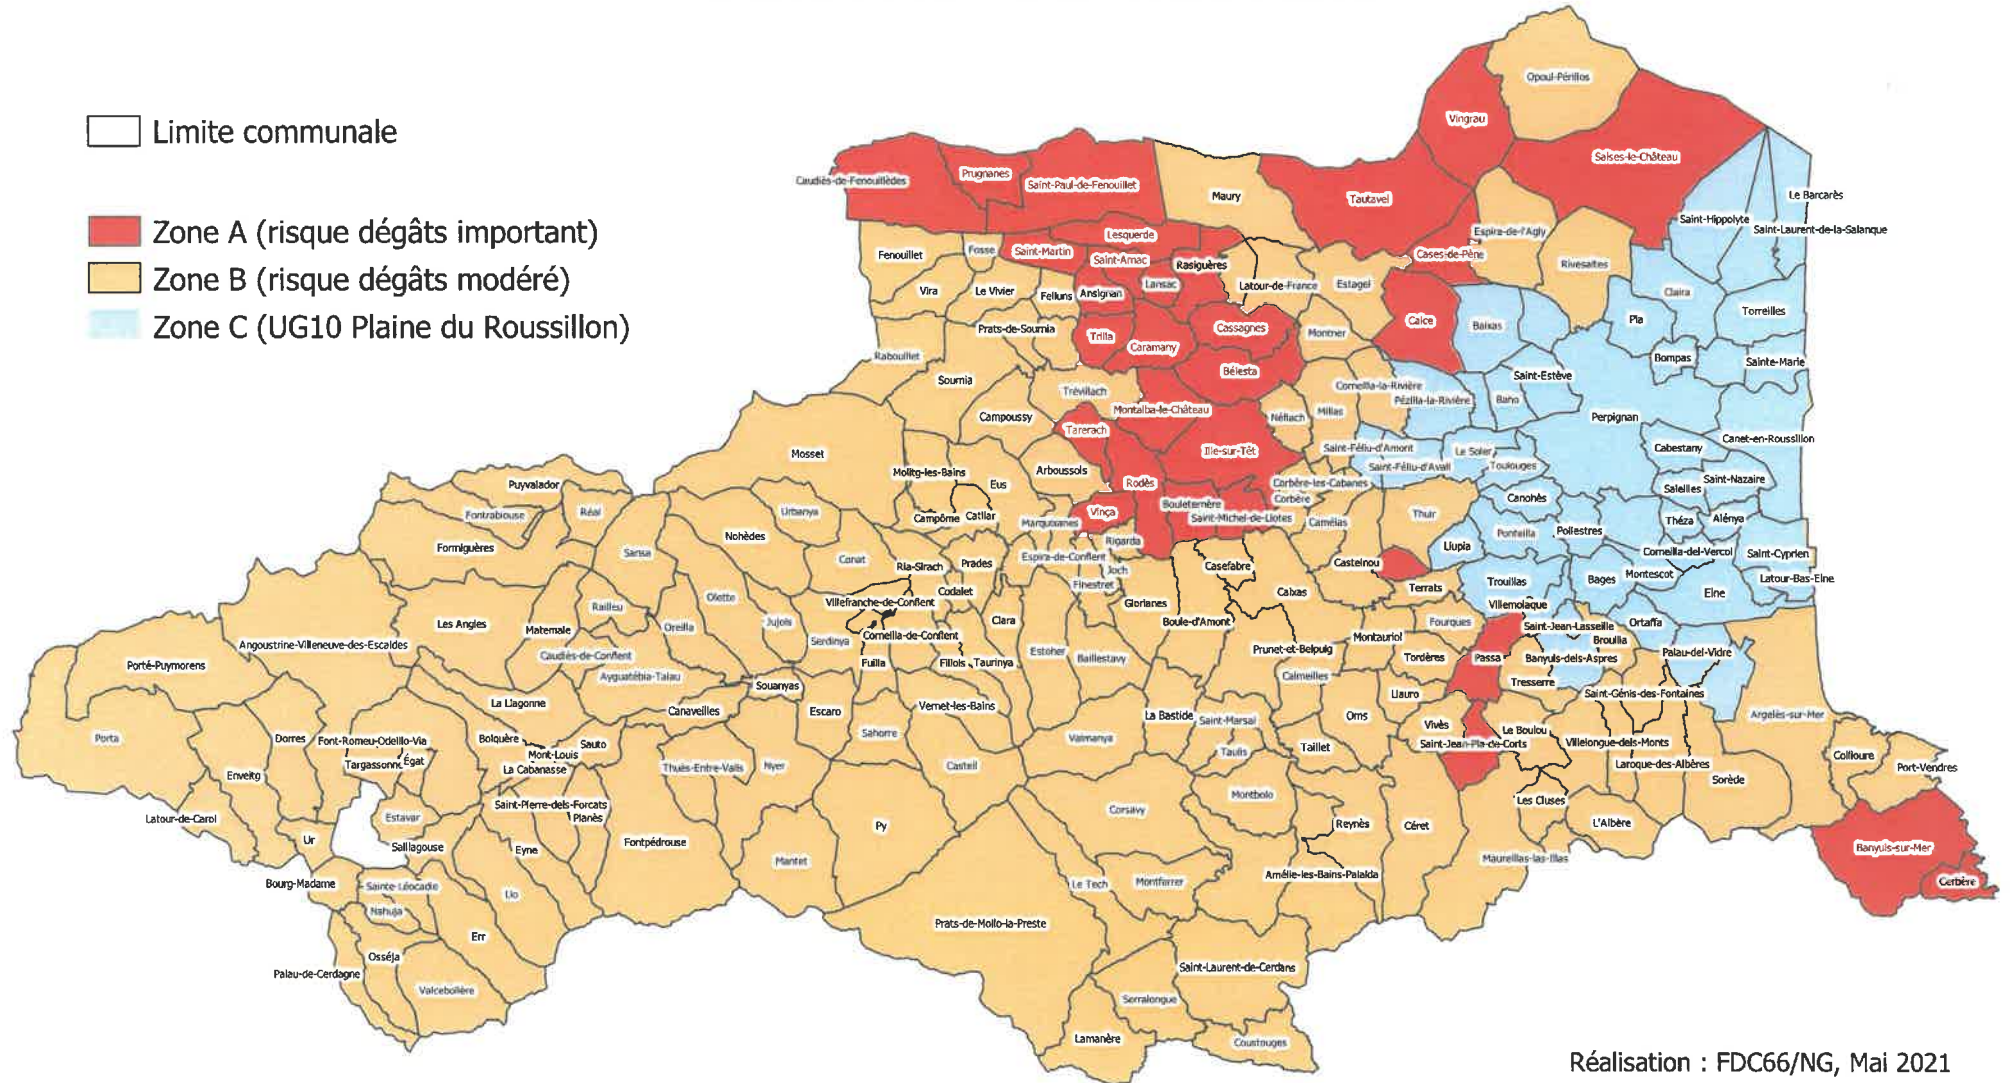 Limite communale
Zone A (risque dégâts important)
Zone B (risque dégâts modéré)
Zone C (UG10 Plaine du Roussillon)
Opoul-Périllos
Vingrau
Salses-le-Château
Caudiès-de-Fenouillèdes
Prugnanes
Saint-Paul-de-Fenouillet
Maury
Tautavel
Le Barcarès
Saint-Hippolyte
Saint-Laurent-de-la-Salanque
Espira-de-l'Agly
Lesquerde
Fenouillet
Fosse
Saint-Martin
Saint-Arnac
Rasiguères
Cases-de-Pène
Rivesaltes
Vira
Le Vivier
Felluns
Ansignan
Lansac
Latour-de-France
Estagel
Claira
Torreilles
Prats-de-Sournia
Trilla
Caramany
Cassagnes
Montner
Calce
Baixas
Pia
Rabouillet
Bélesta
Bompas
Sainte-Marie
Sournia
Trévillach
Corneilla-la-Rivière
Saint-Estève
Campoussy
Montalba-le-Château
Néfiach
Millas
Pézilla-la-Rivière
Baho
Perpignan
Tarerach
Canet-en-Roussillon
Mosset
Ille-sur-Têt
Saint-Féliu-d'Amont
Le Soler
Cabestany
Molitg-les-Bains
Arboussols
Saint-Féliu-d'Avall
Toulouges
Puyvalador
Eus
Rodès
Corbère-les-Cabanes
Saint-Nazaire
Fontrabiouse
Réal
Urbanya
Campôme
Catllar
Vinça
Bouleternère
Corbère
Canohès
Saleilles
Marquixanes
Saint-Michel-de-Llotes
Camélas
Thuir
Théza
Alénya
Formiguères
Sansa
Nohèdes
Rigarda
Ponteilla
Pollestres
Conat
Ria-Sirach
Prades
Espira-de-Conflent
Joch
Casefabre
Castelnou
Llupia
Corneilla-del-Vercol
Saint-Cyprien
Finestret
Trouillas
Bages
Montescot
Latour-Bas-Elne
Railleu
Olette
Villefranche-de-Conflent
Codalet
Glorianes
Caixas
Terrats
Villemolaque
Elne
Les Angles
Matemale
Oreilla
Jujols
Serdinya
Corneilla-de-Conflent
Clara
Boule-d'Amont
Montauriol
Fourques
Saint-Jean-Lasseille
Ortaffa
Angoustrine-Villeneuve-des-Escaldes
Caudiès-de-Conflent
Estoher
Baillestavy
Prunet-et-Belpuig
Tordères
Passa
Banyuls-dels-Aspres
Brouilla
Palau-del-Vidre
Porté-Puymorens
Ayguatébia-Talau
Fuilla
Fillols
Taurinya
Calmeilles
Souanyas
Tresserre
La Llagonne
Canaveilles
Escaro
Vernet-les-Bains
La Bastide
Saint-Marsal
Oms
Llauro
Saint-Génis-des-Fontaines
Argelès-sur-Mer
Porta
Dorres
Font-Romeu-Odeillo-Via
Bolquère
Sauto
Sahorre
Valmanya
Taulis
Taillet
Vivès
Le Boulou
Saint-Jean-Pla-de-Corts
Villelongue-dels-Monts
Enveitg
Targassonne
Égat
Mont-Louis
La Cabanasse
Thuès-Entre-Valls
Nyer
Casteil
Laroque-des-Albères
Sorède
Collioure
Port-Vendres
Latour-de-Carol
Estavar
Saint-Pierre-dels-Forcats
Planès
Corsavy
Montbolo
Les Cluses
Ur
Saillagouse
Eyne
Fontpédrouse
Py
Reynès
Céret
L'Albère
Mantet
Maureillas-las-Illas
Banyuls-sur-Mer
Bourg-Madame
Sainte-Léocadie
Llo
Le Tech
Montferrer
Amélie-les-Bains-Palalda
Cerbère
Nahuja
Prats-de-Mollo-la-Preste
Err
Osséja
Palau-de-Cerdagne
Valcebollère
Saint-Laurent-de-Cerdans
Serralongue
Lamanère
Coustouges
Réalisation : FDC66/NG, Mai 2021